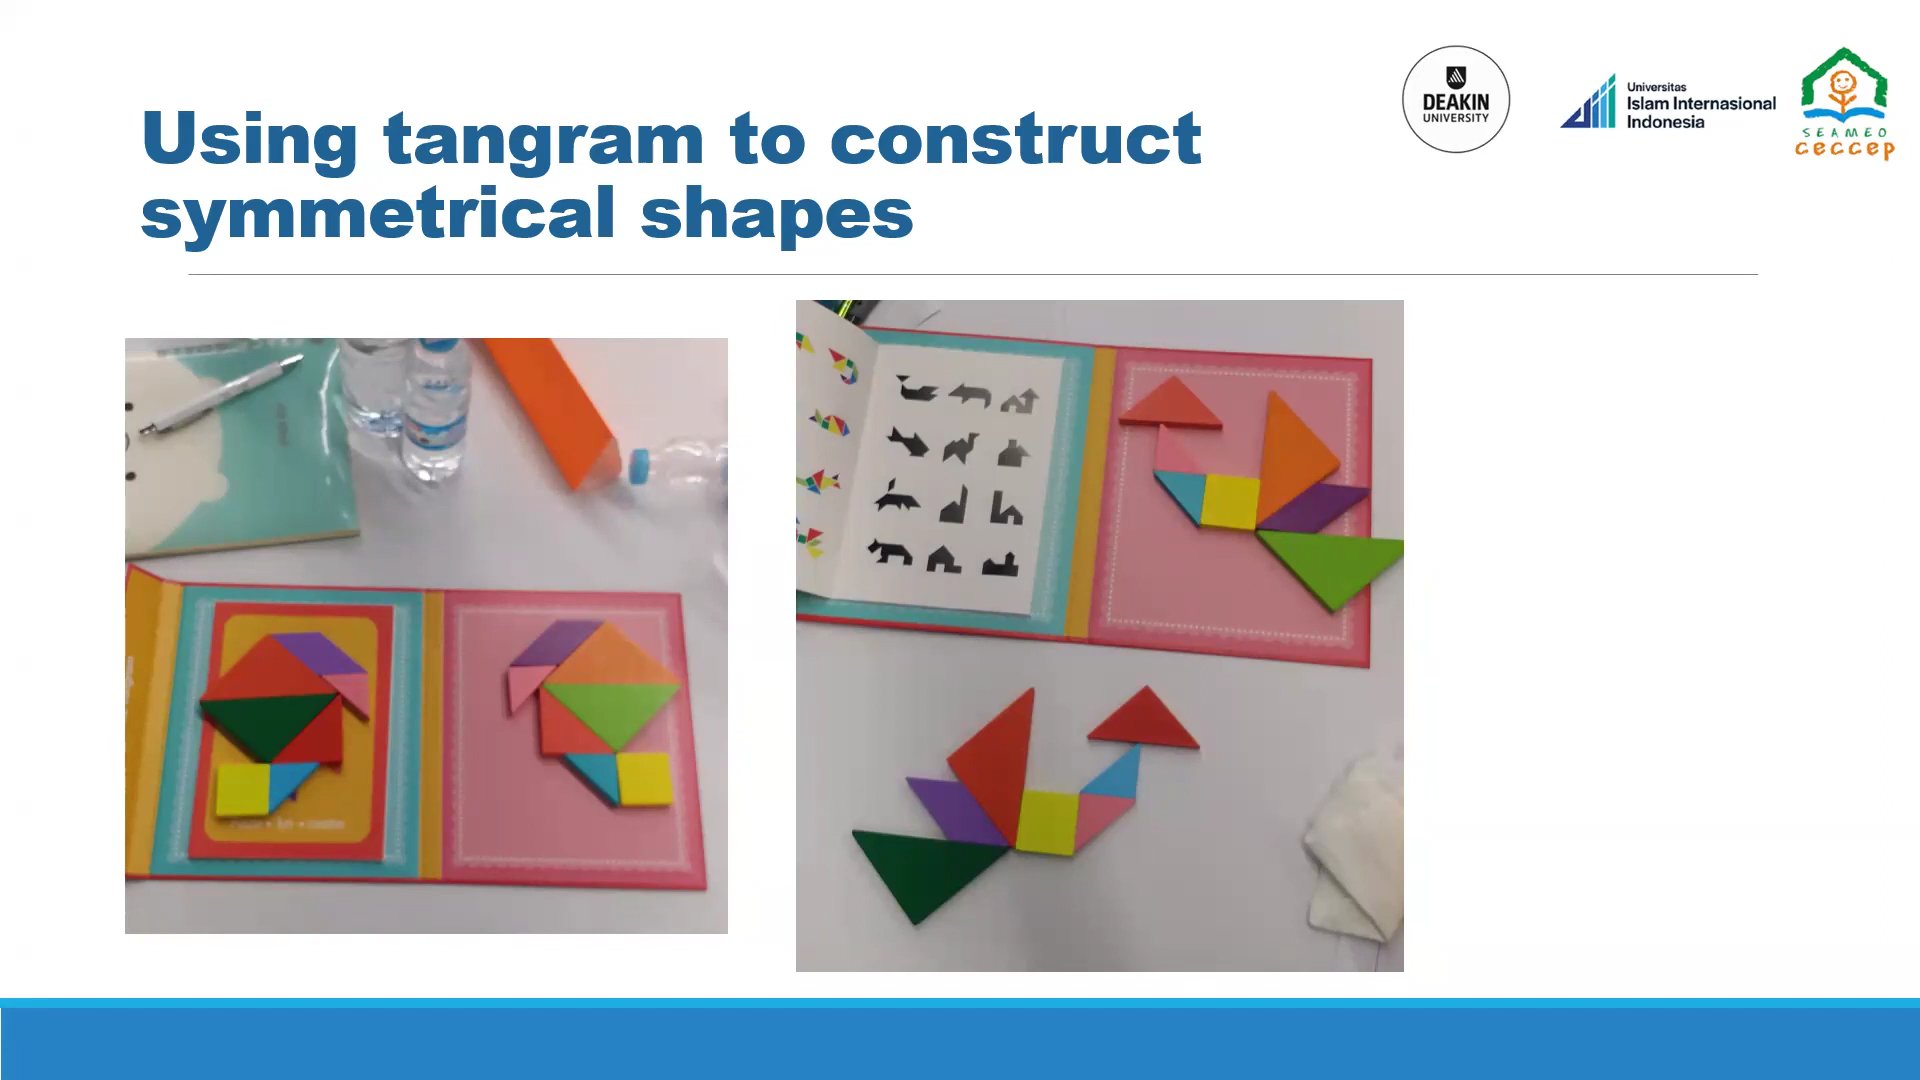 Using tangram to construct
symmetrical shapes
DEAKIN
UNIVERSITY
Universitas
Islam Internasional
Indonesia
SEAMEO
CECCEP